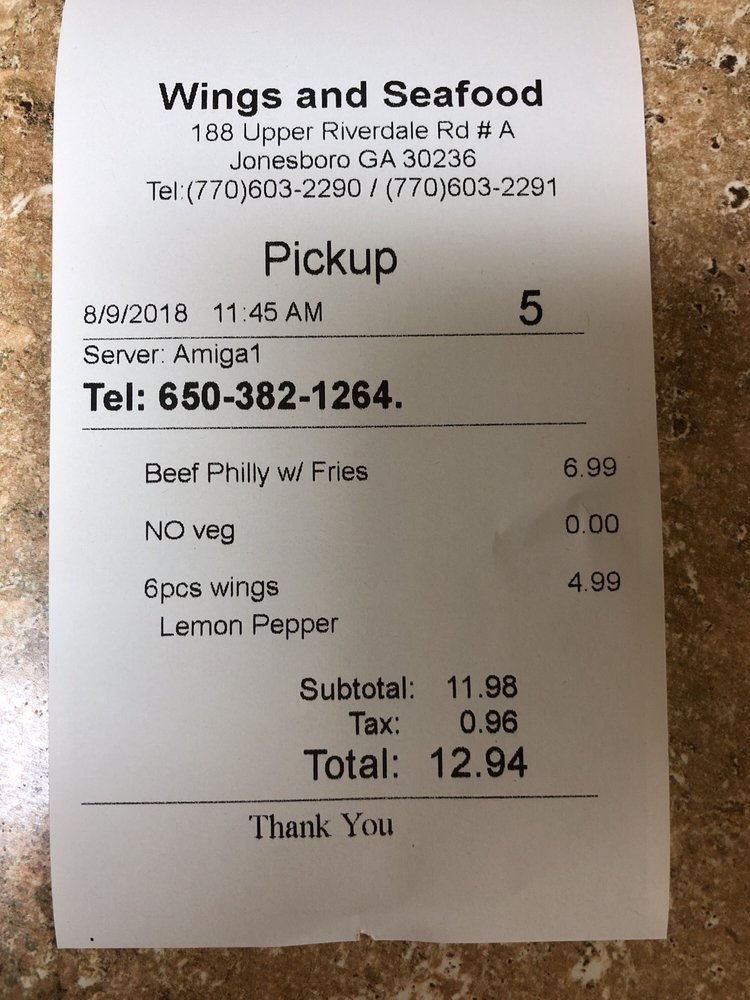 Wings and Seafood
188 Upper Riverdale Rd # A
Jonesboro GA 30236
Tel:(770)603-2290 / (770)603-2291
Pickup
8/9/2018 11:45 AM 5
Server: Amiga1
Tel: 650-382-1264.
Beef Philly w/ Fries 6.99
NO veg 0.00
6pcs wings 4.99
Lemon Pepper
Subtotal: 11.98
Tax: 0.96
Total: 12.94
Thank You